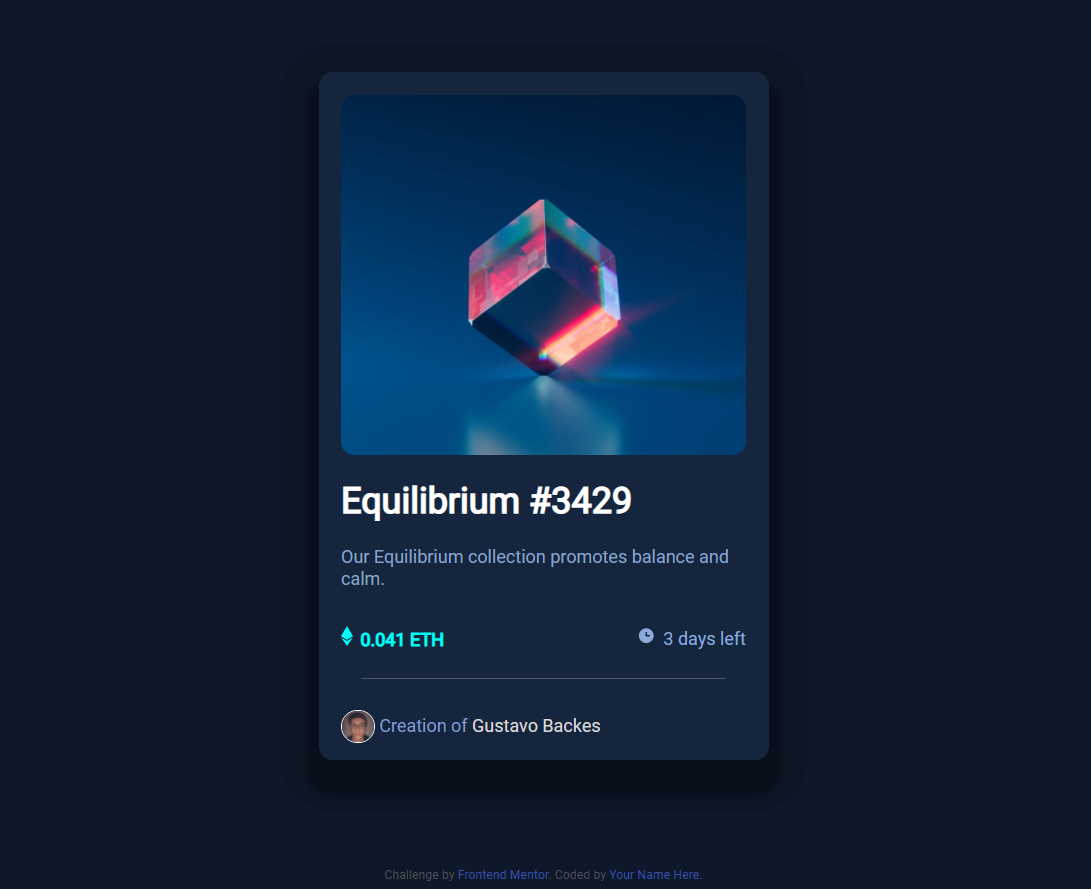 Equilibrium #3429
Our Equilibrium collection promotes balance and
calm.
0.041 ETH
3 days left
Creation of Gustavo Backes
Challenge by Frontend Mentor. Coded by Your Name Here.